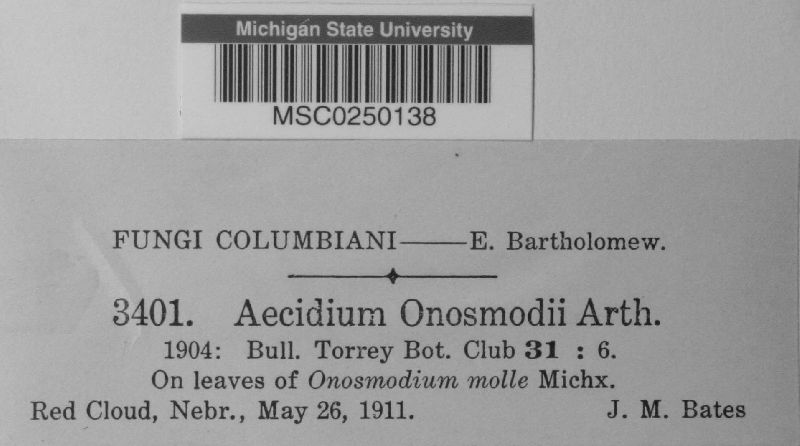 Michigan State University
MSC0250138
FUNGI COLUMBIANI——E. Bartholomew.
3401. Aecidium Onosmodii Arth.
1904: Bull. Torrey Bot. Club 31 : 6.
On leaves of Onosmodium molle Michx.
Red Cloud, Nebr., May 26, 1911. J. M. Bates